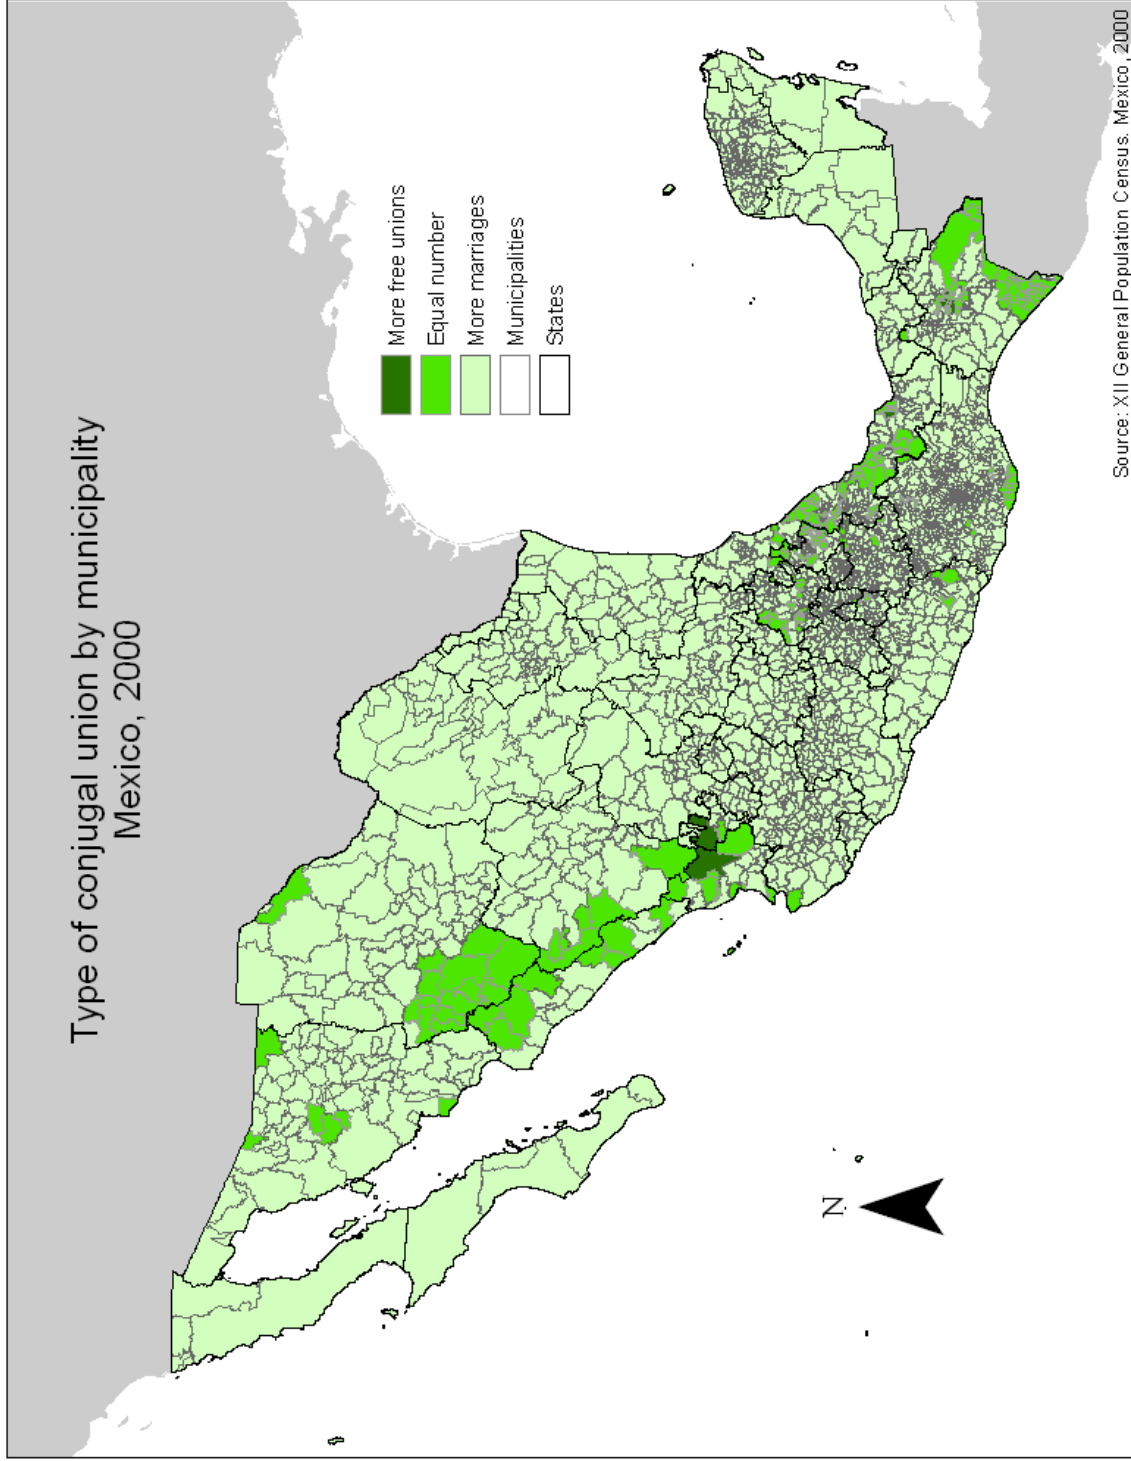 Type of conjugal union by municipality
Mexico, 2000
More free unions
Equal number
More marriages
Municipalities
States
N
Source: XII General Population Census. Mexico, 2000